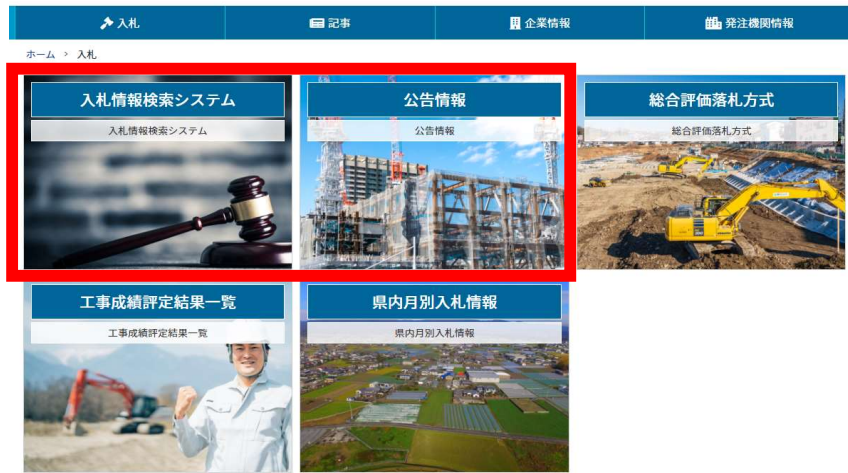 入札
記事
企業情報
発注機関情報
ホーム > 入札
入札情報検索システム
入札情報検索システム
公告情報
公告情報
総合評価落札方式
総合評価落札方式
工事成績評定結果一覧
工事成績評定結果一覧
県内月別入札情報
県内月別入札情報